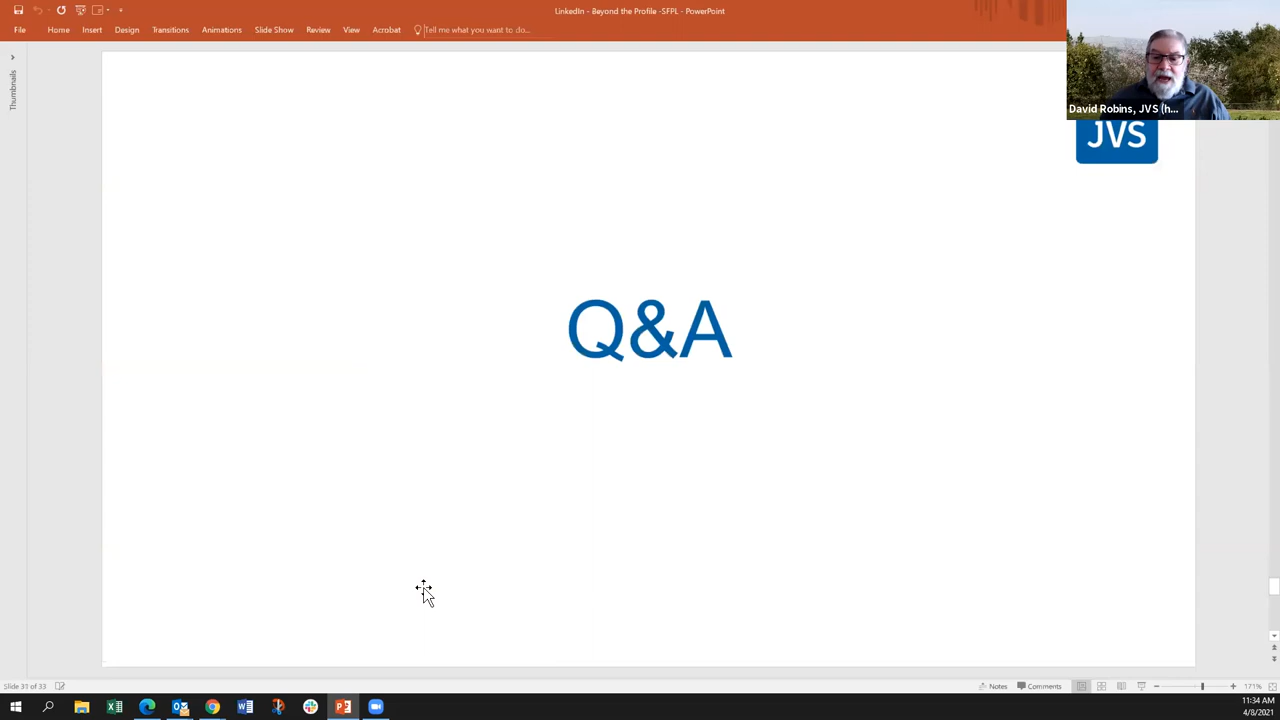 LinkedIn - Beyond the Profile -SFPL - PowerPoint
File Home Insert Design Transitions Animations Slide Show Review View Acrobat Tell me what you want to do...
David Robins, JVS (h...
JVS
Thumbnails
Q&A
Slide 31 of 33 Notes Comments 171%
11:34 AM
4/8/2021